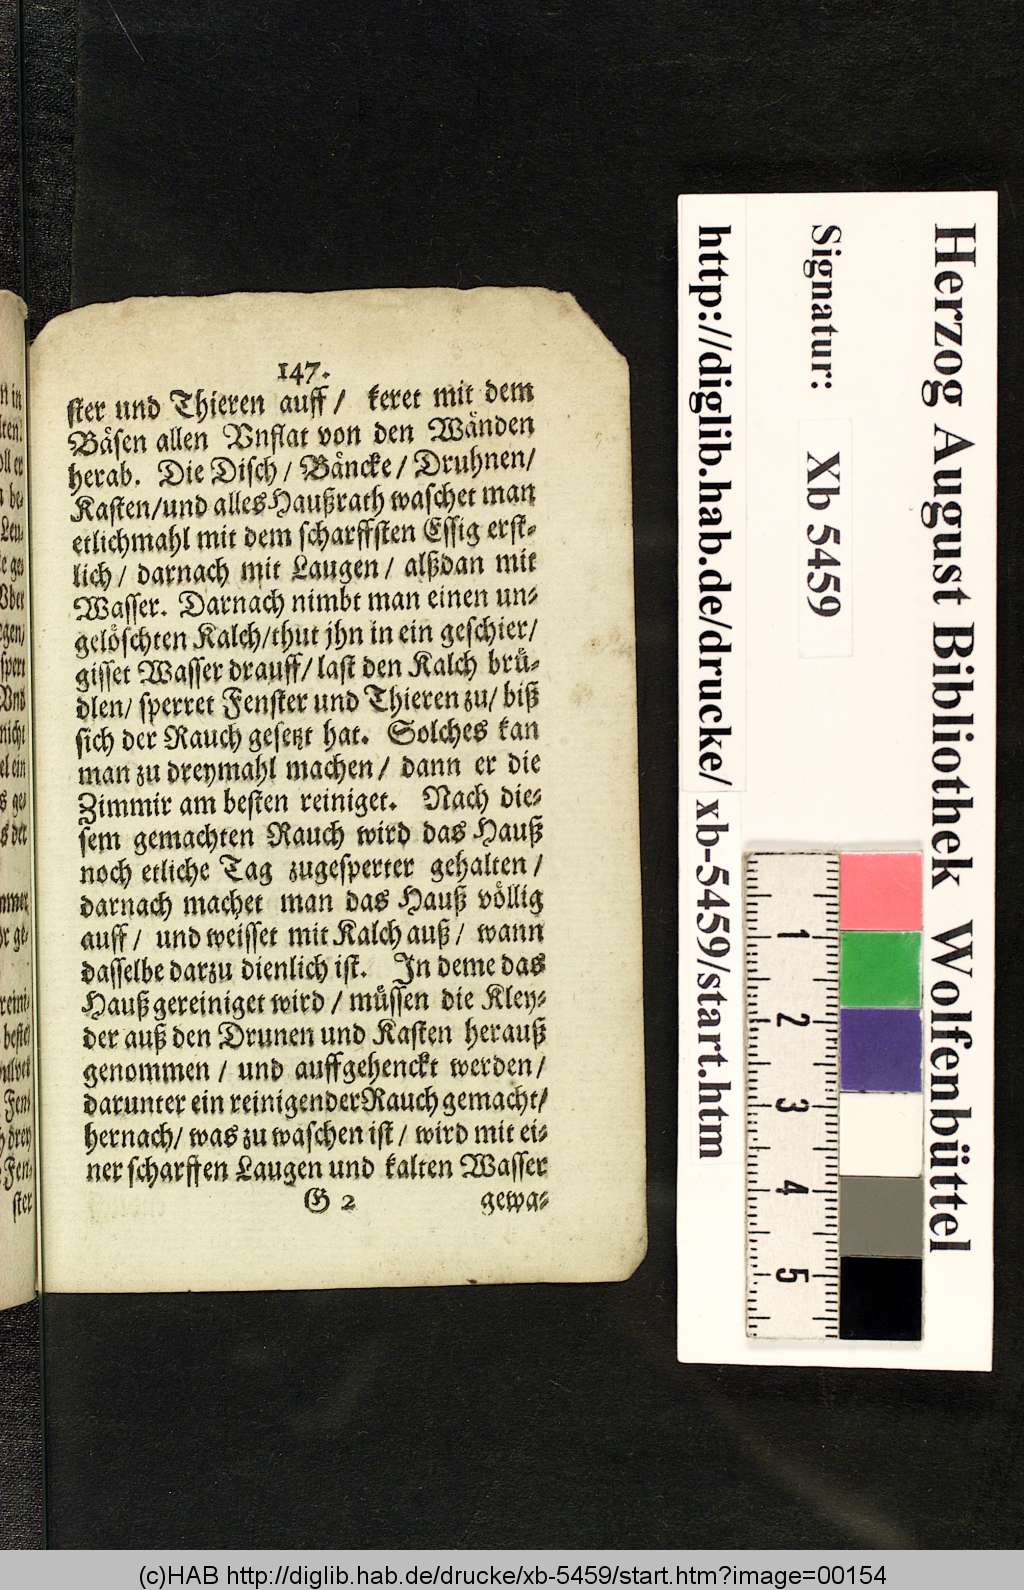 147.
ster und Thieren auff / keret mit dem
Bäsen allen Vnflat von den Wänden
herab. Die Disch / Bäncke / Druhnen/
Kasten/und alles Haußrath waschet man
etlichmahl mit dem scharffsten Essig erst-
lich / darnach mit Laugen / alßdan mit
Wasser. Darnach nimbt man einen un-
gelöschten Kalch/thut jhn in ein geschier/
gisset Wasser drauff/ last den Kalch brü-
dlen/ sperret Fenster und Thieren zu/ biß
sich der Rauch gesetzt hat. Solches kan
man zu dreymahl machen/ dann er die
Zimmir am besten reiniget. Nach die-
sem gemachten Rauch wird das Hauß
noch etliche Tag zugesperter gehalten /
darnach machet man das Hauß völlig
auff / und weisset mit Kalch auß / wann
dasselbe darzu dienlich ist. In deme das
Hauß gereiniget wird / müssen die Kley-
der auß den Drunen und Kasten herauß
genommen / und auffgehenckt werden/
darunter ein reinigender Rauch gemacht/
hernach/ was zu waschen ist / wird mit ei-
ner scharffen Laugen und kalten Wasser
G 2 gewa-
Herzog August Bibliothek Wolfenbüttel
Signatur: Xb 5459
http://diglib.hab.de/drucke/ xb-5459/start.htm
1
2
3
4
5
(c)HAB http://diglib.hab.de/drucke/xb-5459/start.htm?image=00154